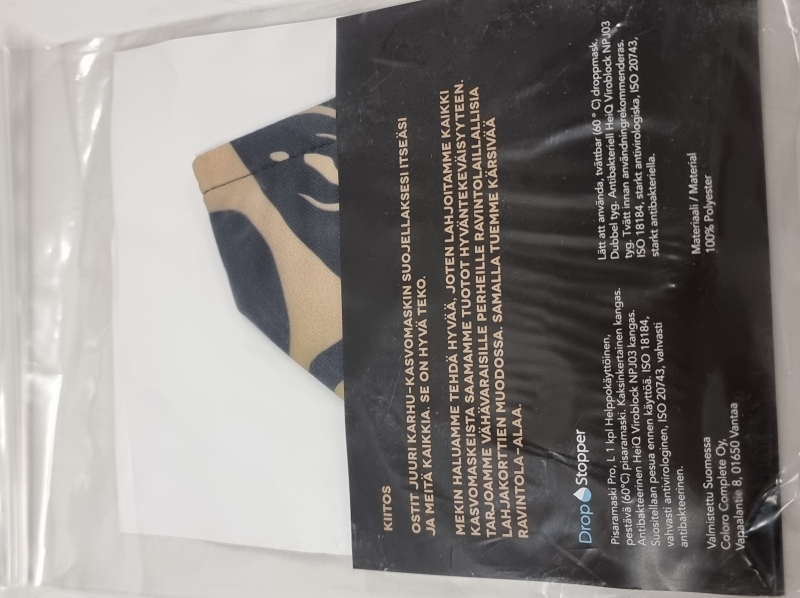 KIITOS
OSTIT JUURI KARHU-KASVOMASKIN SUOJELLAKSESI ITSEÄSI
JA MEITÄ KAIKKIA. SE ON HYVÄ TEKO.
MEKIN HALUAMME TEHDÄ HYVÄÄ, JOTEN LAHJOITAMME KAIKKI
KASVOMASKEISTA SAAMAMME TUOTOT HYVÄNTEKEVÄISYYTEEN.
TARJOAMME VÄHÄVARAISILLE PERHEILLE RAVINTOLAILLALLISIA
LAHJAKORTTIEN MUODOSSA. SAMALLA TUEMME KÄRSIVÄÄ
RAVINTOLA-ALAA.
Drop Stopper
Pisaramaski Pro, L 1 kpl Helppokäyttöinen,
pestävä (60°C) pisaramaski. Kaksinkertainen kangas.
Antibakteerinen HeiQ Viroblock NPJ03 kangas.
Suositellaan pesua ennen käyttöä. ISO 18184,
vahvasti antivirologinen, ISO 20743, vahvasti
antibakteerinen.
Valmistettu Suomessa
Coloro Complete Oy,
Vapaalantie 8, 01650 Vantaa
Lätt att använda, tvättbar (60 ° C) droppmask.
Dubbel tyg. Antibakteriell HeiQ Viroblock NPJ03
tyg. Tvätt innan användningrekommenderas.
ISO 18184, starkt antivirologiska, ISO 20743,
starkt antibakteriella.
Materiaali / Material
100% Polyester